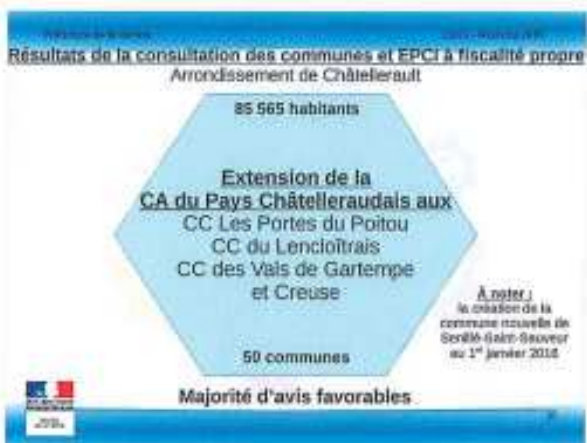 Résultats de la consultation des communes et EPCI à fiscalité propre
Arrondissement de Châtellerault
85 565 habitants
Extension de la
CA du Pays Châtelleraudais aux
CC Les Portes du Poitou
CC du Lencloîtrais
CC des Vals de Gartempe
et Creuse
À noter :
la création de la
commune nouvelle de
Senillé-Saint-Sauveur
au 1er janvier 2016
50 communes
Majorité d'avis favorables